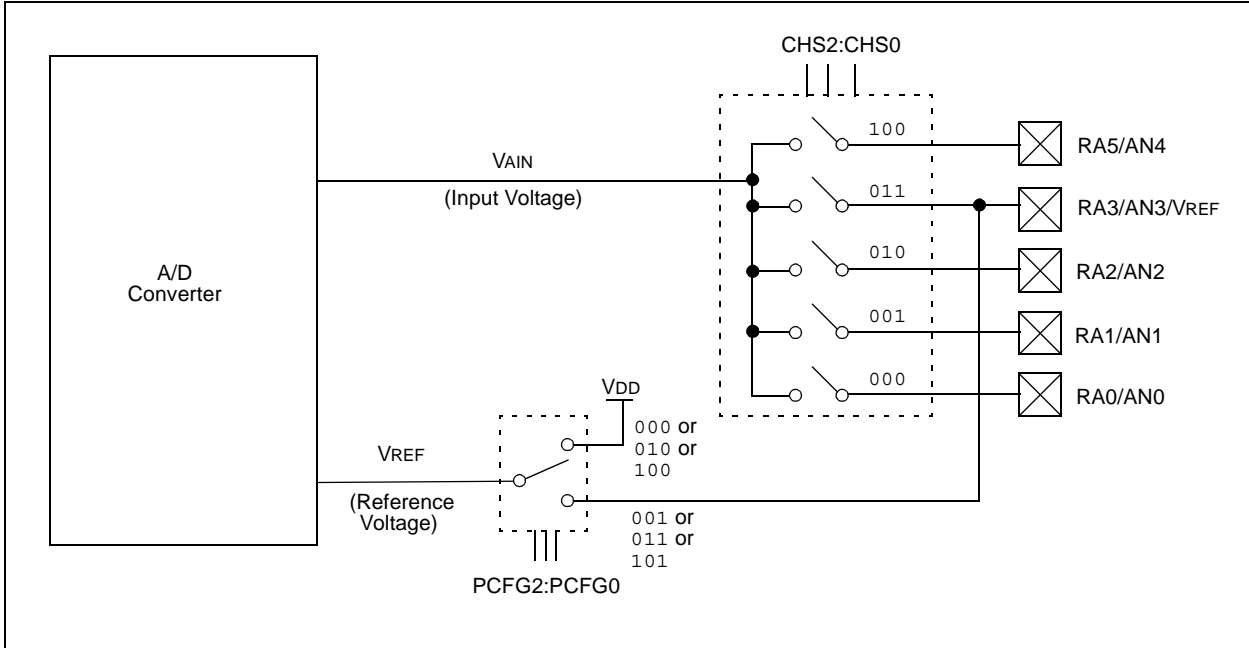 CHS2:CHS0
100
RA5/AN4
VAIN
(Input Voltage)
011
RA3/AN3/VREF
010
RA2/AN2
A/D
Converter
001
RA1/AN1
000
RA0/AN0
VDD
000 or
010 or
100
VREF
(Reference
Voltage)
001 or
011 or
101
PCFG2:PCFG0